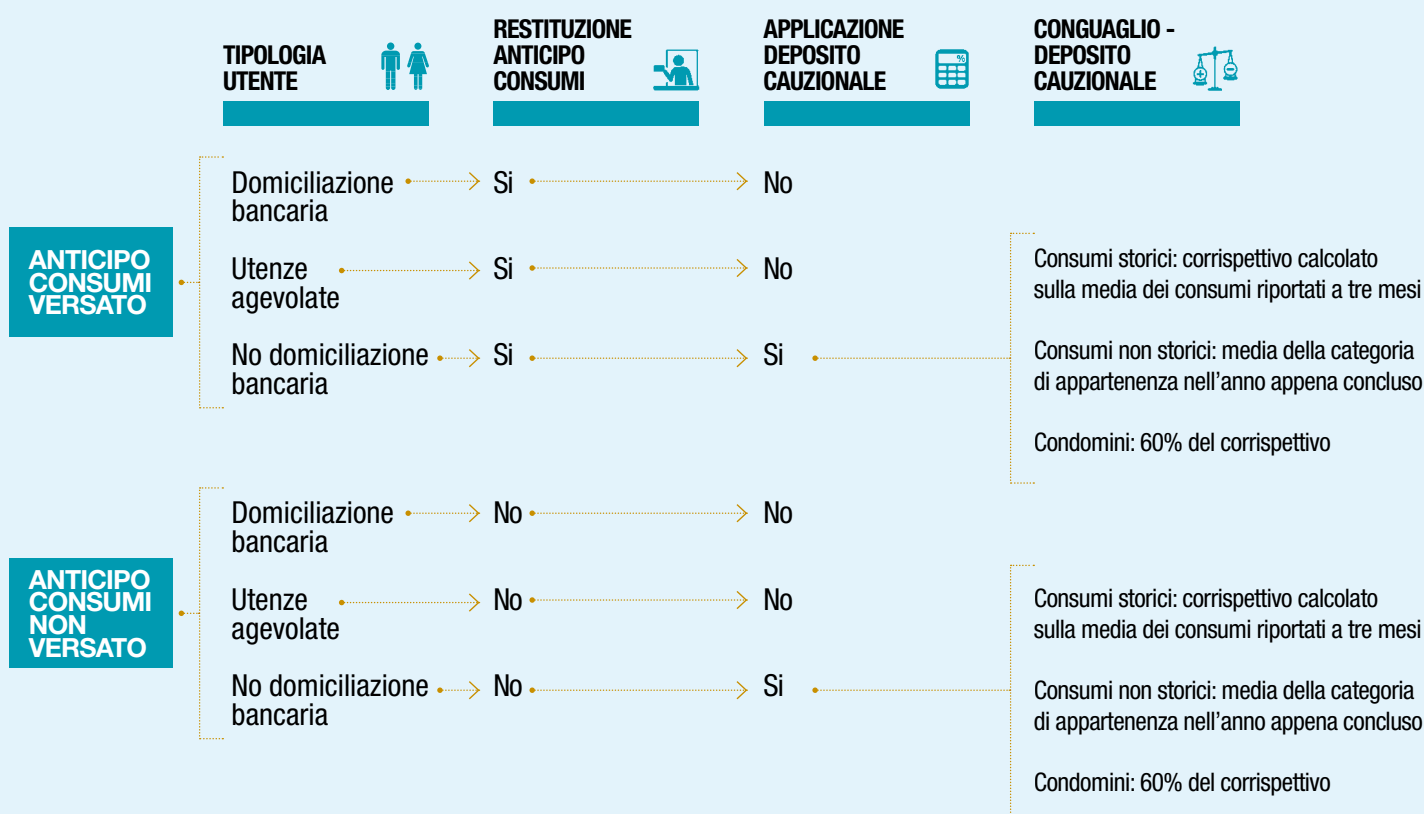 TIPOLOGIA
UTENTE
RESTITUZIONE
ANTICIPO
CONSUMI
APPLICAZIONE
DEPOSITO
CAUZIONALE
%
CONGUAGLIO -
DEPOSITO
CAUZIONALE
ANTICIPO
CONSUMI
VERSATO
Domiciliazione
bancaria
Si
No
Utenze
agevolate
Si
No
No domiciliazione
bancaria
Si
Si
Consumi storici: corrispettivo calcolato
sulla media dei consumi riportati a tre mesi
Consumi non storici: media della categoria
di appartenenza nell'anno appena concluso
Condomini: 60% del corrispettivo
ANTICIPO
CONSUMI
NON
VERSATO
Domiciliazione
bancaria
No
No
Utenze
agevolate
No
No
No domiciliazione
bancaria
No
Si
Consumi storici: corrispettivo calcolato
sulla media dei consumi riportati a tre mesi
Consumi non storici: media della categoria
di appartenenza nell'anno appena concluso
Condomini: 60% del corrispettivo